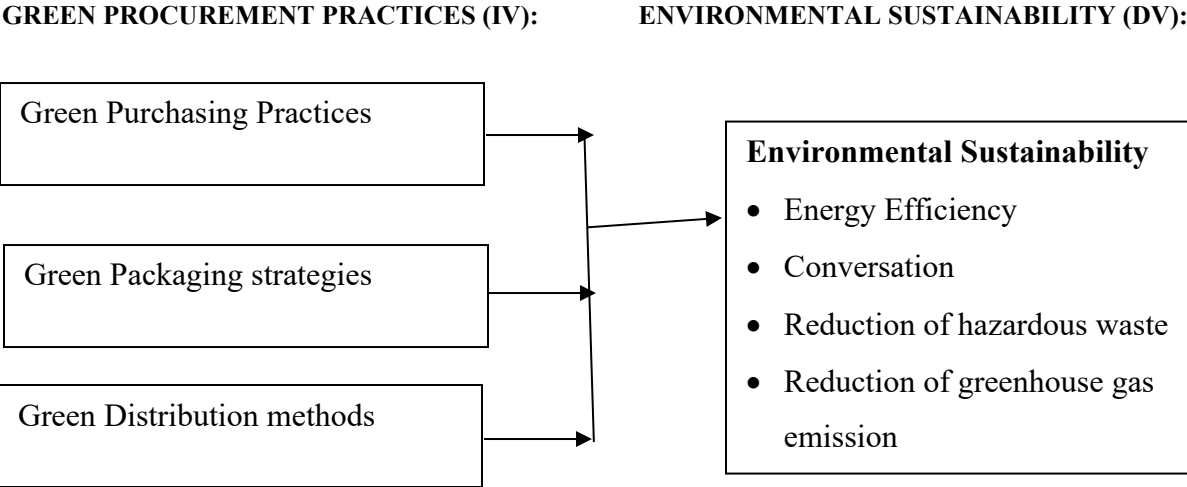 GREEN PROCUREMENT PRACTICES (IV):
ENVIRONMENTAL SUSTAINABILITY (DV):
Green Purchasing Practices
Green Packaging strategies
Green Distribution methods
Environmental Sustainability
• Energy Efficiency
• Conversation
• Reduction of hazardous waste
• Reduction of greenhouse gas
emission